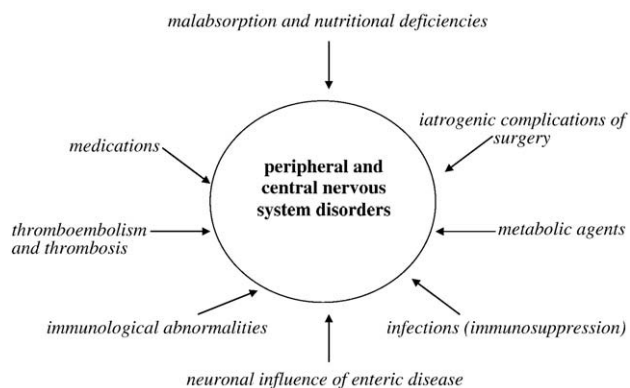 malabsorption and nutritional deficiencies
iatrogenic complications of
surgery
medications
peripheral and
central nervous
system disorders
thromboembolism
and thrombosis
metabolic agents
immunological abnormalities
infections (immunosuppression)
neuronal influence of enteric disease